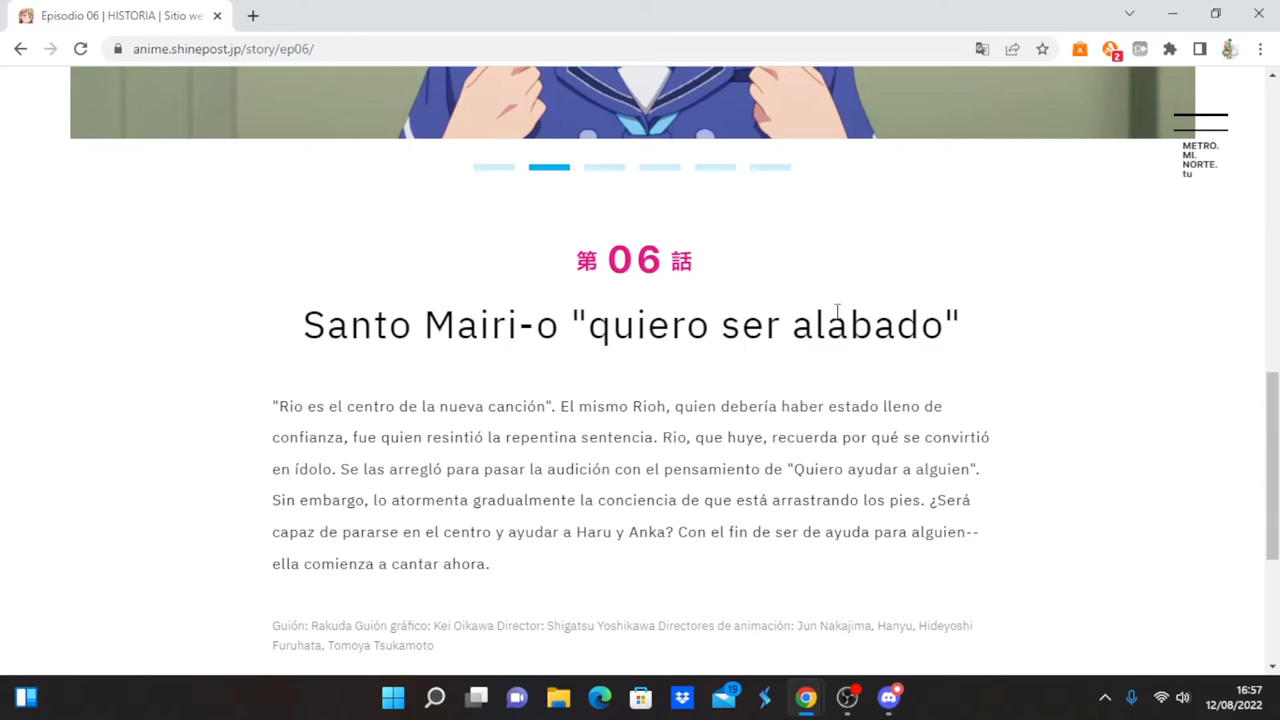 Episodio 06 | HISTORIA | Sitio we
anime.shinepost.jp/story/ep06/
2
METRO.
MI.
NORTE.
tu
第 06 話
Santo Mairi-o "quiero ser alabado"
"Rio es el centro de la nueva canción". El mismo Rioh, quien debería haber estado lleno de
confianza, fue quien resintió la repentina sentencia. Rio, que huye, recuerda por qué se convirtió
en ídolo. Se las arregló para pasar la audición con el pensamiento de "Quiero ayudar a alguien".
Sin embargo, lo atormenta gradualmente la conciencia de que está arrastrando los pies. ¿Será
capaz de pararse en el centro y ayudar a Haru y Anka? Con el fin de ser de ayuda para alguien--
ella comienza a cantar ahora.
Guión: Rakuda Guión gráfico: Kei Oikawa Director: Shigatsu Yoshikawa Directores de animación: Jun Nakajima, Hanyu, Hideyoshi
Furuhata, Tomoya Tsukamoto
19
16:57
12/08/2022